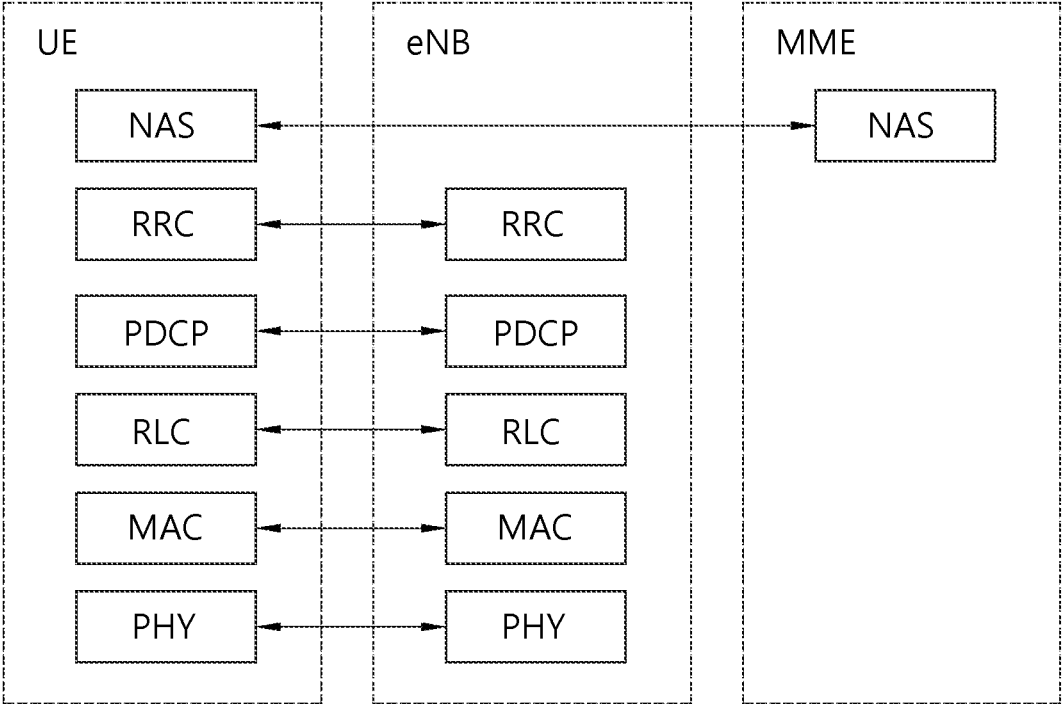 UE eNB MME
NAS NAS
RRC RRC
PDCP PDCP
RLC RLC
MAC MAC
PHY PHY